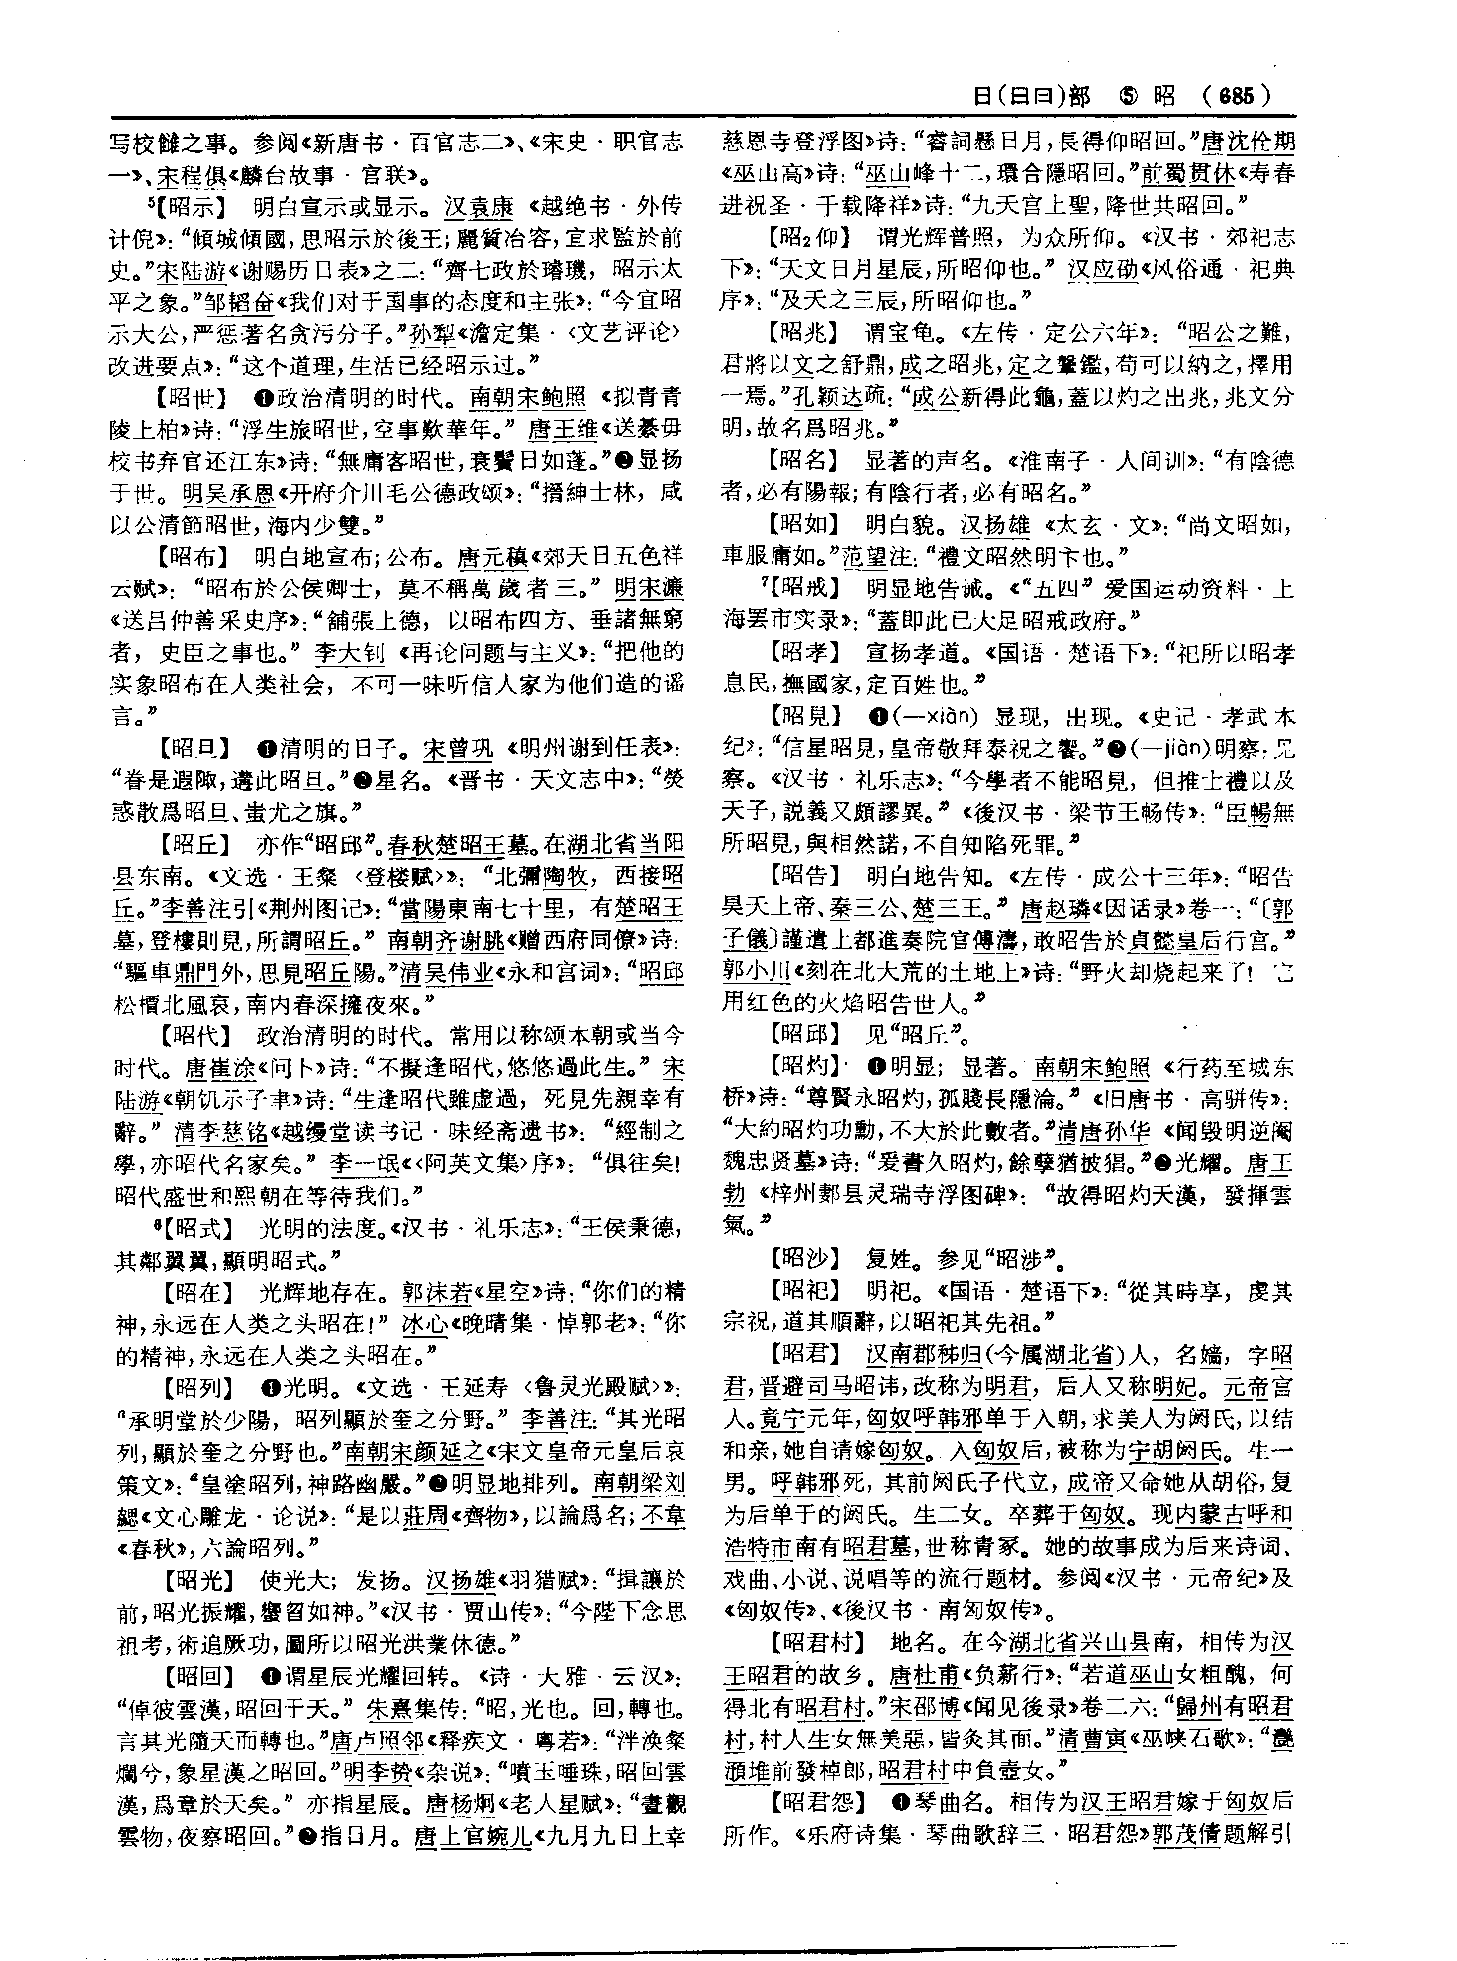 日(日曰)部 ⑤ 昭 (685)
写校雠之事。参阅《新唐书·百官志二》、《宋史·职官志
一》、宋程俱《麟台故事·官联》。
5【昭示】 明白宣示或显示。汉袁康《越绝书·外传
计倪》：“傾城傾國，思昭示於後王；麗質冶容，宜求監於前
史。”宋陆游《谢赐历日表》之二：“齊七政於璿璣，昭示太
平之象。”邹韬奋《我们对于国事的态度和主张》：“今宜昭
示大公，严惩著名贪污分子。”孙犁《澹定集·〈文艺评论〉
改进要点》：“这个道理，生活已经昭示过。”
【昭世】 ❶政治清明的时代。南朝宋鲍照《拟青青
陵上柏》诗：“浮生旅昭世，空事歎華年。”唐王维《送綦毋
校书弃官还江东》诗：“無庸客昭世，衰鬢日如蓬。”❷显扬
于世。明吴承恩《开府介川毛公德政颂》：“搢紳士林，咸
以公清節昭世，海内少雙。”
【昭布】 明白地宣布；公布。唐元稹《郊天日五色祥
云赋》：“昭布於公侯卿士，莫不稱萬歲者三。”明宋濂
《送吕仲善采史序》：“舖張上德，以昭布四方、垂諸無窮
者，史臣之事也。”李大钊《再论问题与主义》：“把他的
实象昭布在人类社会，不可一味听信人家为他们造的谣
言。”
【昭旦】 ❶清明的日子。宋曾巩《明州谢到任表》：
“眷是遐陬，遘此昭旦。”❷星名。《晋书·天文志中》：“熒
惑散爲昭旦、蚩尤之旗。”
【昭丘】 亦作“昭邱”。春秋楚昭王墓。在湖北省当阳
县东南。《文选·王粲〈登楼赋〉》：“北彌陶牧，西接昭
丘。”李善注引《荆州图记》：“當陽東南七十里，有楚昭王
墓，登樓則見，所謂昭丘。”南朝齐谢朓《赠西府同僚》诗：
“驅車鼎門外，思見昭丘陽。”清吴伟业《永和宫词》：“昭邱
松檟北風哀，南内春深擁夜來。”
【昭代】 政治清明的时代。常用以称颂本朝或当今
时代。唐崔涂《问卜》诗：“不擬逢昭代，悠悠過此生。”宋
陆游《朝饥示子聿》诗：“生逢昭代雖虚過，死見先親幸有
辭。”清李慈铭《越缦堂读书记·味经斋遗书》：“經制之
學，亦昭代名家矣。”李一氓《〈阿英文集〉序》：“俱往矣！
昭代盛世和熙朝在等待我们。”
6【昭式】 光明的法度。《汉书·礼乐志》：“王侯秉德，
其鄰翼翼，顯明昭式。”
【昭在】 光辉地存在。郭沫若《星空》诗：“你们的精
神，永远在人类之头昭在！”冰心《晚晴集·悼郭老》：“你
的精神，永远在人类之头昭在。”
【昭列】 ❶光明。《文选·王延寿〈鲁灵光殿赋〉》：
“承明堂於少陽，昭列顯於奎之分野。”李善注：“其光昭
列，顯於奎之分野也。”南朝宋颜延之《宋文皇帝元皇后哀
策文》：“皇塗昭列，神路幽嚴。”❷明显地排列。南朝梁刘
勰《文心雕龙·论说》：“是以莊周《齊物》，以論爲名；不韋
《春秋》，六論昭列。”
【昭光】 使光大；发扬。汉扬雄《羽猎赋》：“揖讓於
前，昭光振耀，蠁曶如神。”《汉书·贾山传》：“今陛下念思
祖考，術追厥功，圖所以昭光洪業休德。”
【昭回】 ❶谓星辰光耀回转。《诗·大雅·云汉》：
“倬彼雲漢，昭回于天。”朱熹集传：“昭，光也。回，轉也。
言其光隨天而轉也。”唐卢照邻《释疾文·粤若》：“泮涣粲
爛兮，象星漢之昭回。”明李贽《杂说》：“噴玉唾珠，昭回雲
漢，爲章於天矣。”亦指星辰。唐杨炯《老人星赋》：“晝觀
雲物，夜察昭回。”❷指日月。唐上官婉儿《九月九日上幸
慈恩寺登浮图》诗：“睿詞懸日月，長得仰昭回。”唐沈佺期
《巫山高》诗：“巫山峰十二，環合隱昭回。”前蜀贯休《寿春
进祝圣·千载降祥》诗：“九天宫上聖，降世共昭回。”
【昭2仰】 谓光辉普照，为众所仰。《汉书·郊祀志
下》：“天文日月星辰，所昭仰也。”汉应劭《风俗通·祀典
序》：“及天之三辰，所昭仰也。”
【昭兆】 谓宝龟。《左传·定公六年》：“昭公之難，
君將以文之舒鼎，成之昭兆，定之鞶鑑，苟可以納之，擇用
一焉。”孔颖达疏：“成公新得此龜，蓋以灼之出兆，兆文分
明，故名爲昭兆。”
【昭名】 显著的声名。《淮南子·人间训》：“有陰德
者，必有陽報；有陰行者，必有昭名。”
【昭如】 明白貌。汉扬雄《太玄·文》：“尚文昭如，
車服庸如。”范望注：“禮文昭然明卞也。”
7【昭戒】 明显地告诫。《“五四”爱国运动资料·上
海罢市实录》：“蓋即此已大足昭戒政府。”
【昭孝】 宣扬孝道。《国语·楚语下》：“祀所以昭孝
息民，撫國家，定百姓也。”
【昭見】 ❶(—xiàn) 显现，出现。《史记·孝武本
纪》：“信星昭見，皇帝敬拜泰祝之饗。”❷(—jiàn)明察；见
察。《汉书·礼乐志》：“今學者不能昭見，但推士禮以及
天子，説義又頗謬異。”《後汉书·梁节王畅传》：“臣暢無
所昭見，與相然諾，不自知陷死罪。”
【昭告】 明白地告知。《左传·成公十三年》：“昭告
昊天上帝、秦三公、楚三王。”唐赵璘《因话录》卷一：“〔郭
子儀〕謹遣上都進奏院官傅濤，敢昭告於貞懿皇后行宫。”
郭小川《刻在北大荒的土地上》诗：“野火却烧起来了！它
用红色的火焰昭告世人。”
【昭邱】 见“昭丘”。
【昭灼】 ❶明显；显著。南朝宋鲍照《行药至城东
桥》诗：“尊賢永昭灼，孤賤長隱淪。”《旧唐书·高骈传》：
“大約昭灼功勳，不大於此數者。”清唐孙华《闻毁明逆阉
魏忠贤墓》诗：“爰書久昭灼，餘孽猶披猖。”❷光耀。唐王
勃《梓州郪县灵瑞寺浮图碑》：“故得昭灼天漢，發揮雲
氣。”
【昭沙】 复姓。参见“昭涉”。
【昭祀】 明祀。《国语·楚语下》：“從其時享，虔其
宗祝，道其順辭，以昭祀其先祖。”
【昭君】 汉南郡秭归(今属湖北省)人，名嫱，字昭
君，晋避司马昭讳，改称为明君，后人又称明妃。元帝宫
人。竟宁元年，匈奴呼韩邪单于入朝，求美人为阏氏，以结
和亲，她自请嫁匈奴。入匈奴后，被称为宁胡阏氏。生一
男。呼韩邪死，其前阏氏子代立，成帝又命她从胡俗，复
为后单于的阏氏。生二女。卒葬于匈奴。现内蒙古呼和
浩特市南有昭君墓，世称青冢。她的故事成为后来诗词、
戏曲、小说、说唱等的流行题材。参阅《汉书·元帝纪》及
《匈奴传》、《後汉书·南匈奴传》。
【昭君村】 地名。在今湖北省兴山县南，相传为汉
王昭君的故乡。唐杜甫《负薪行》：“若道巫山女粗醜，何
得北有昭君村。”宋邵博《闻见後录》卷二六：“歸州有昭君
村，村人生女無美惡，皆灸其面。”清曹寅《巫峡石歌》：“灩
澦堆前發棹郎，昭君村中負壺女。”
【昭君怨】 ❶琴曲名。相传为汉王昭君嫁于匈奴后
所作。《乐府诗集·琴曲歌辞三·昭君怨》郭茂倩题解引